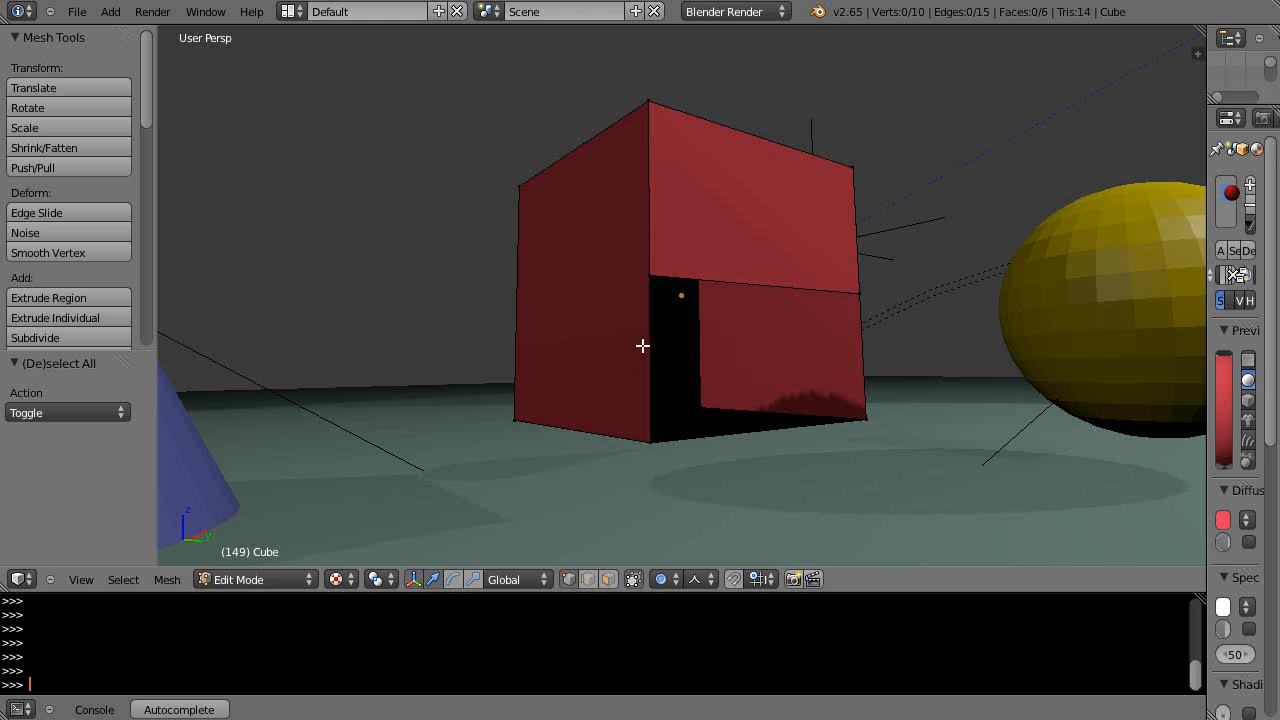 File Add Render Window Help Default Scene Blender Render v2.65 | Verts:0/10 | Edges:0/15 | Faces:0/6 | Tris:14 | Cube
Mesh Tools
User Persp
Transform:
Translate
Rotate
Scale
Shrink/Fatten
Push/Pull
Deform:
Edge Slide
Noise
Smooth Vertex
Add:
Extrude Region
Extrude Individual
Subdivide
(De)select All
Action
Toggle
A Se De
S V H
Previ
Diffus
Spec
50
Shadi
z
y
(149) Cube
View Select Mesh Edit Mode Global
>>>
>>>
>>>
>>>
>>>
>>>
>>>
Console Autocomplete